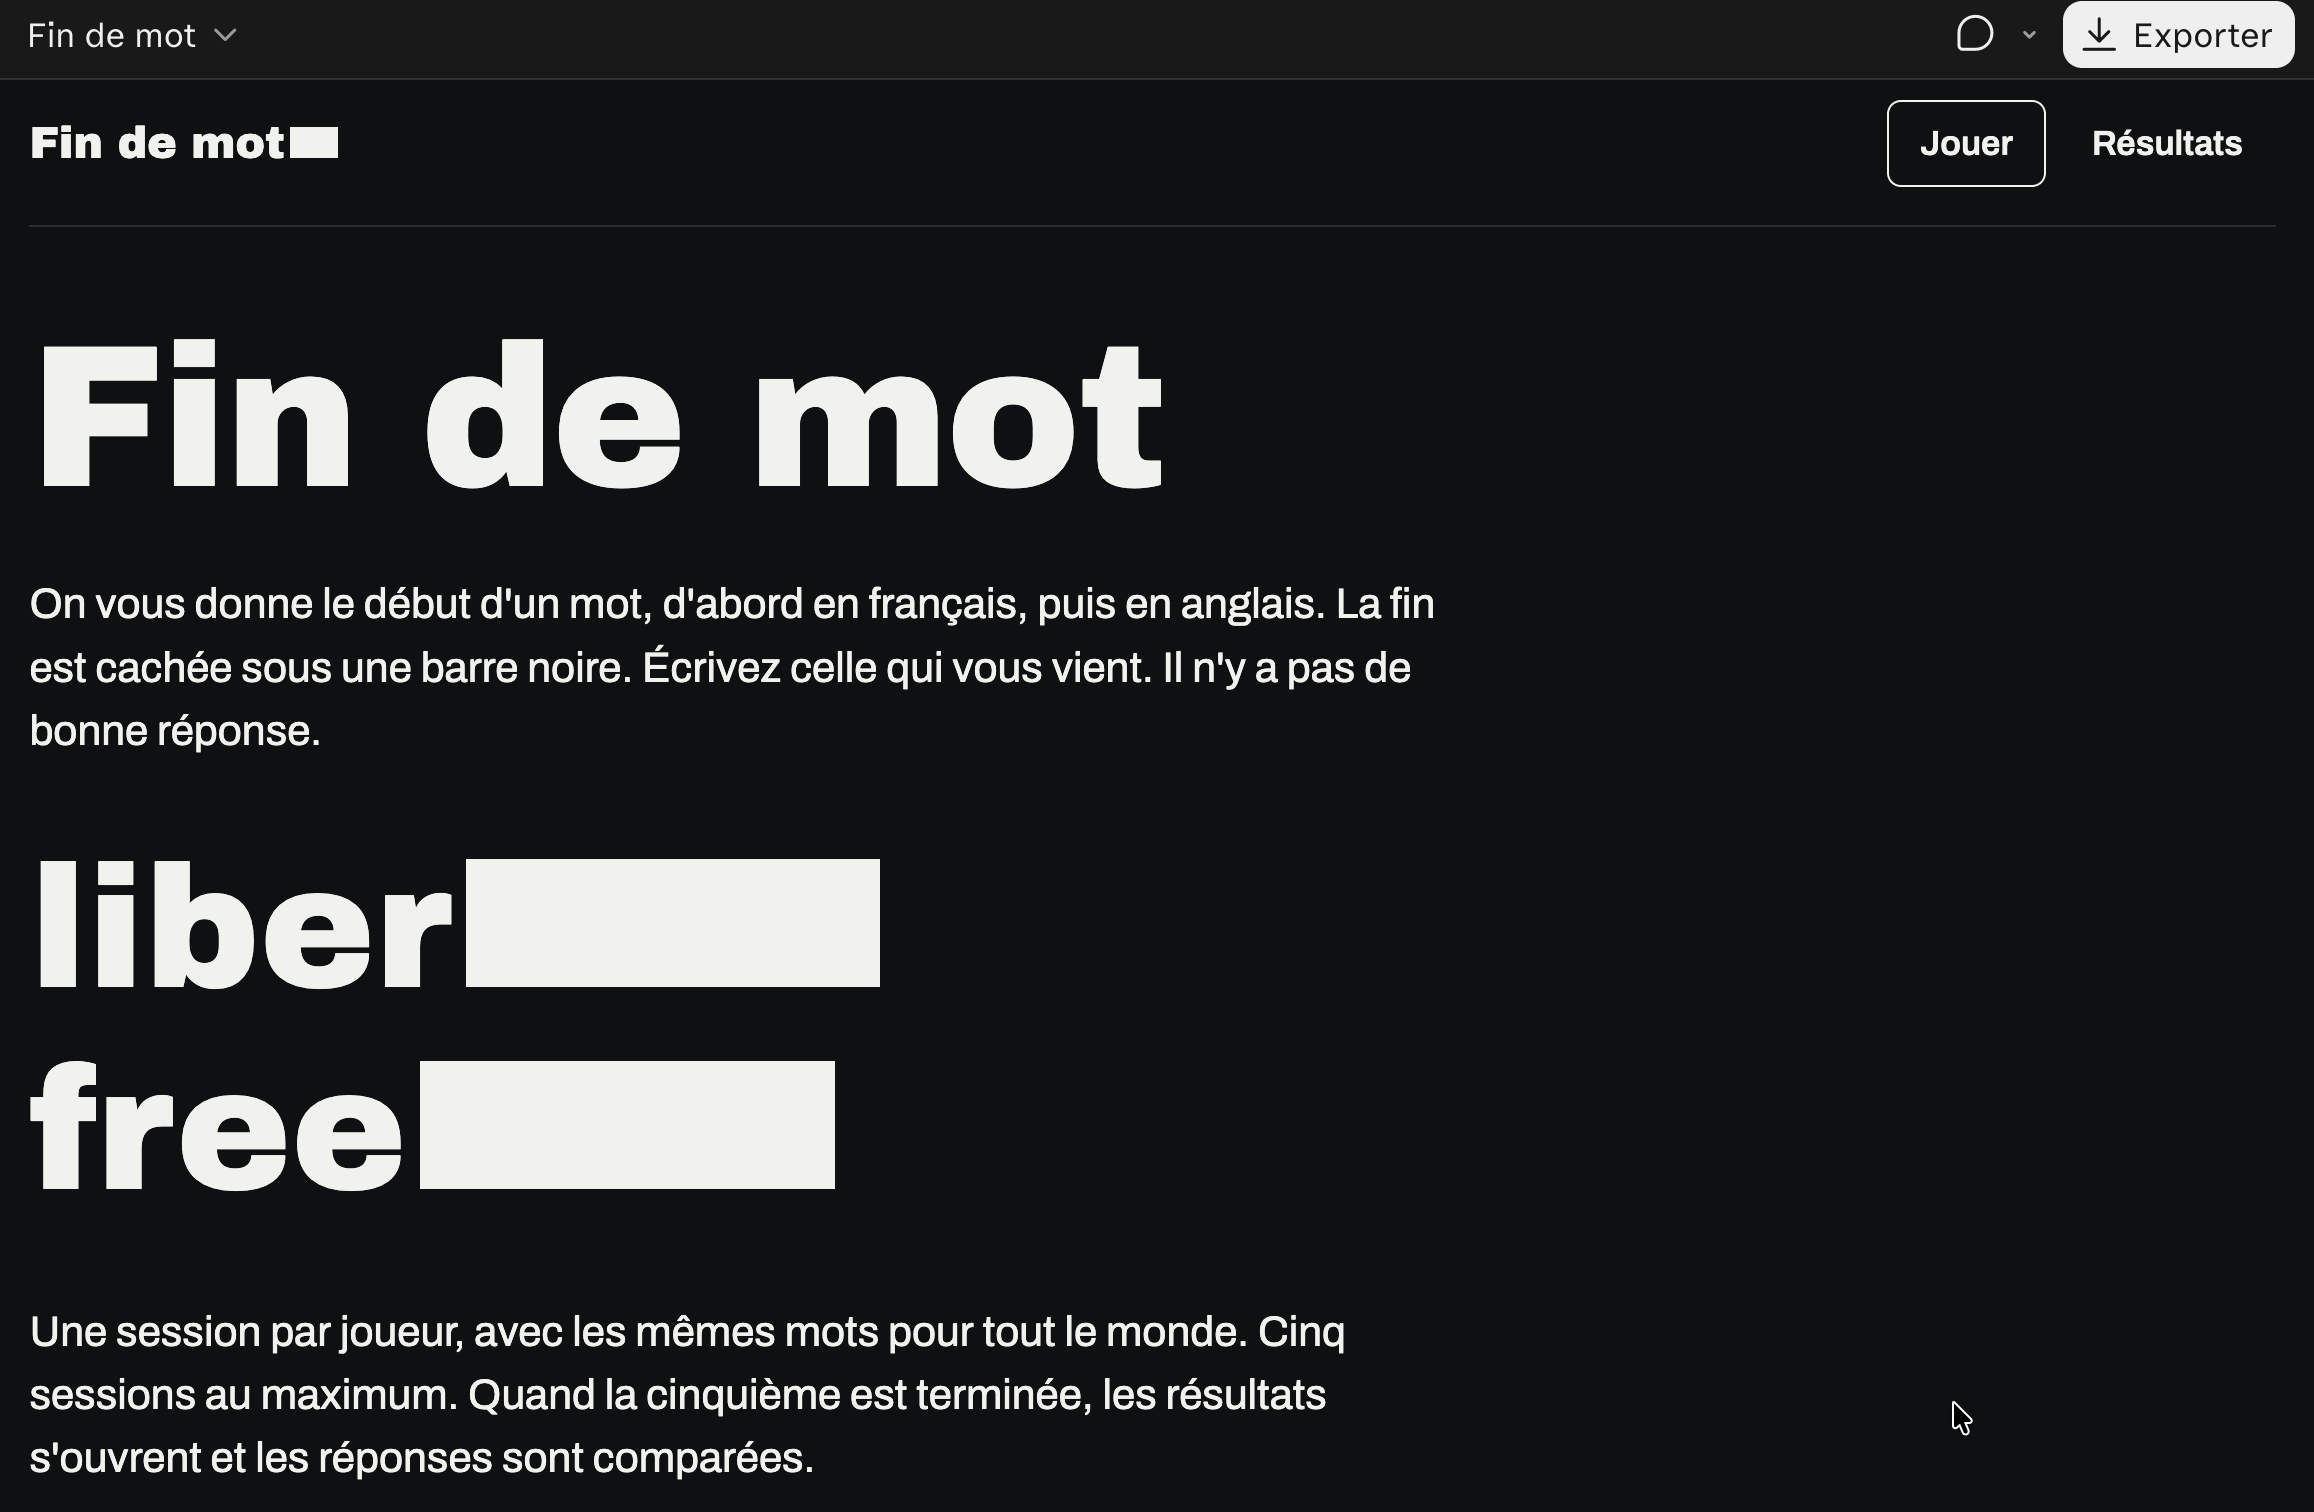 Fin de mot
Exporter
Fin de mot
Jouer
Résultats
Fin de mot
On vous donne le début d'un mot, d'abord en français, puis en anglais. La fin
est cachée sous une barre noire. Écrivez celle qui vous vient. Il n'y a pas de
bonne réponse.
liber
free
Une session par joueur, avec les mêmes mots pour tout le monde. Cinq
sessions au maximum. Quand la cinquième est terminée, les résultats
s'ouvrent et les réponses sont comparées.